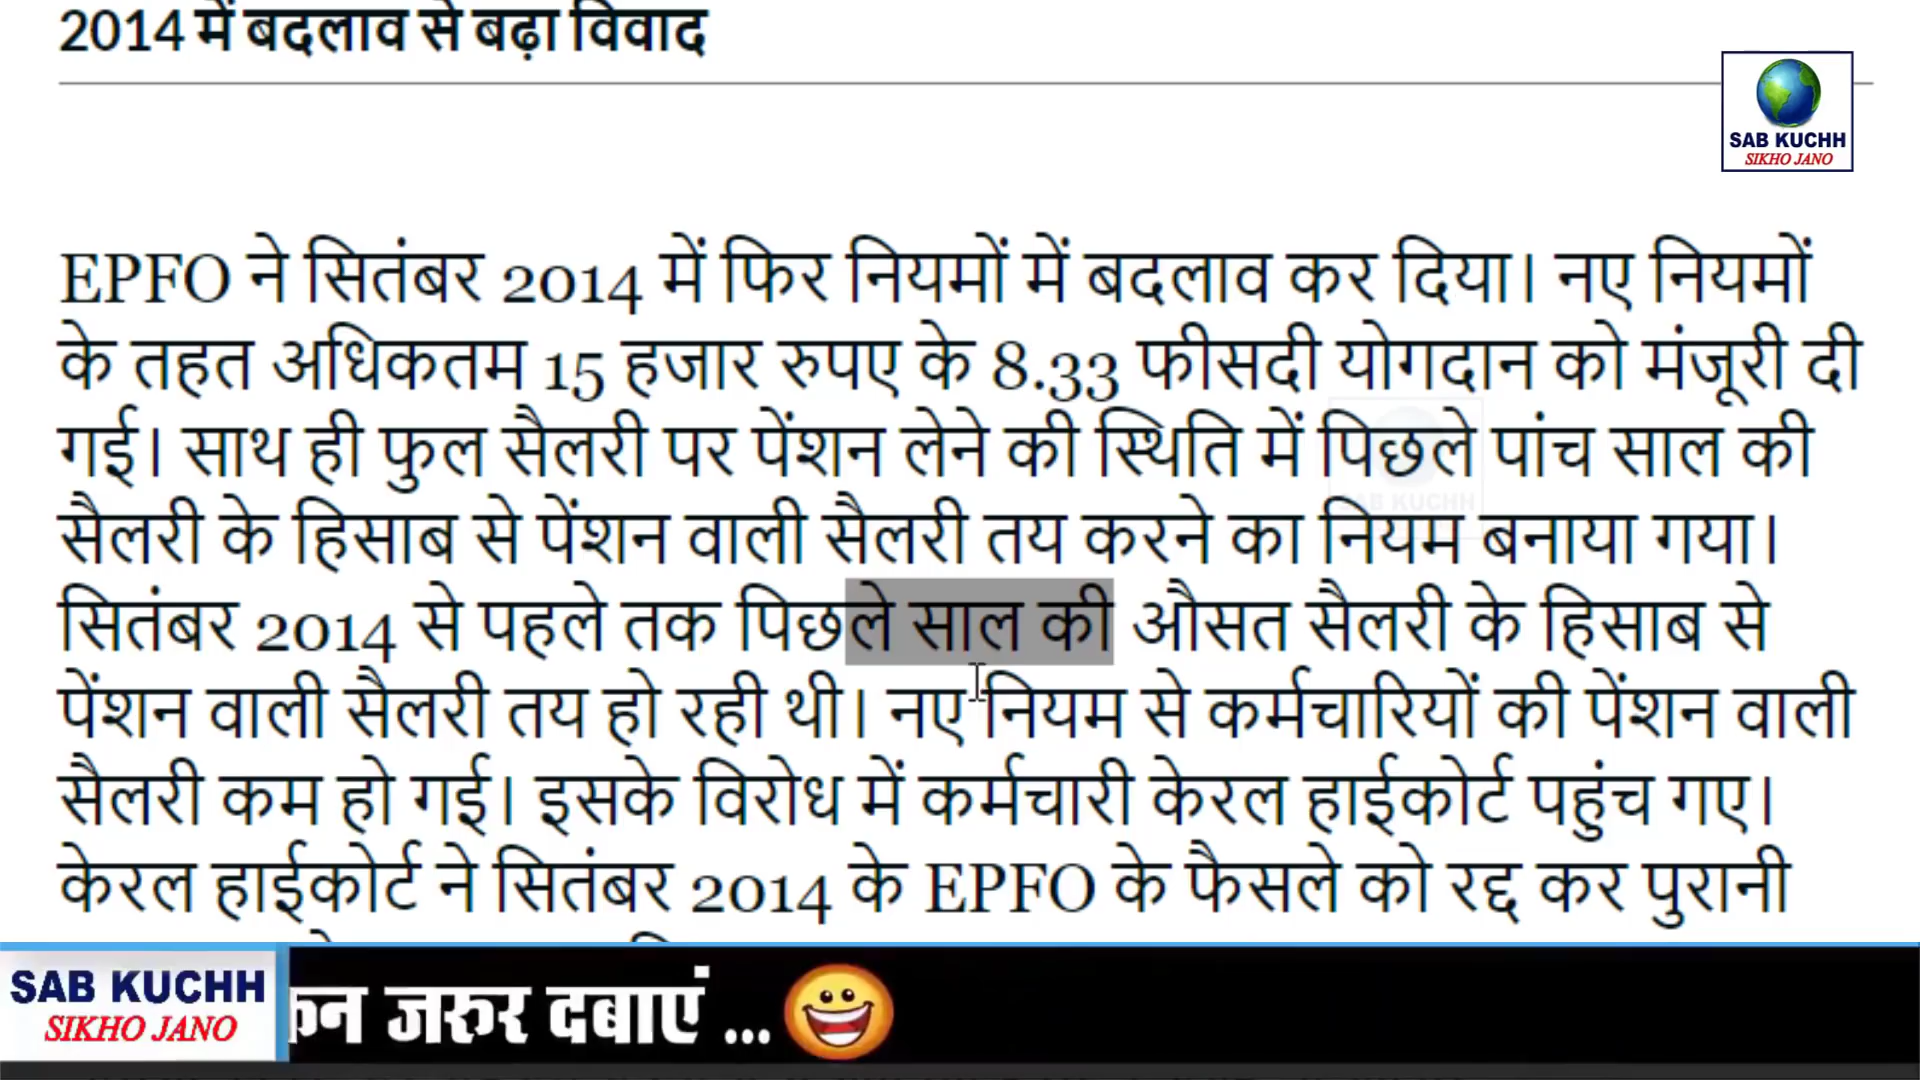 2014 में बदलाव से बढ़ा विवाद
SAB KUCHH
SIKHO JANO
EPFO ने सितंबर 2014 में फिर नियमों में बदलाव कर दिया। नए नियमों
के तहत अधिकतम 15 हजार रुपए के 8.33 फीसदी योगदान को मंजूरी दी
गई। साथ ही फुल सैलरी पर पेंशन लेने की स्थिति में पिछले पांच साल की
SAB KUCHH
सैलरी के हिसाब से पेंशन वाली सैलरी तय करने का नियम बनाया गया।
सितंबर 2014 से पहले तक पिछले साल की औसत सैलरी के हिसाब से
पेंशन वाली सैलरी तय हो रही थी। नए नियम से कर्मचारियों की पेंशन वाली
सैलरी कम हो गई। इसके विरोध में कर्मचारी केरल हाईकोर्ट पहुंच गए।
केरल हाईकोर्ट ने सितंबर 2014 के EPFO के फैसले को रद्द कर पुरानी
SAB KUCHH
SIKHO JANO
जरुर दबाएं ...